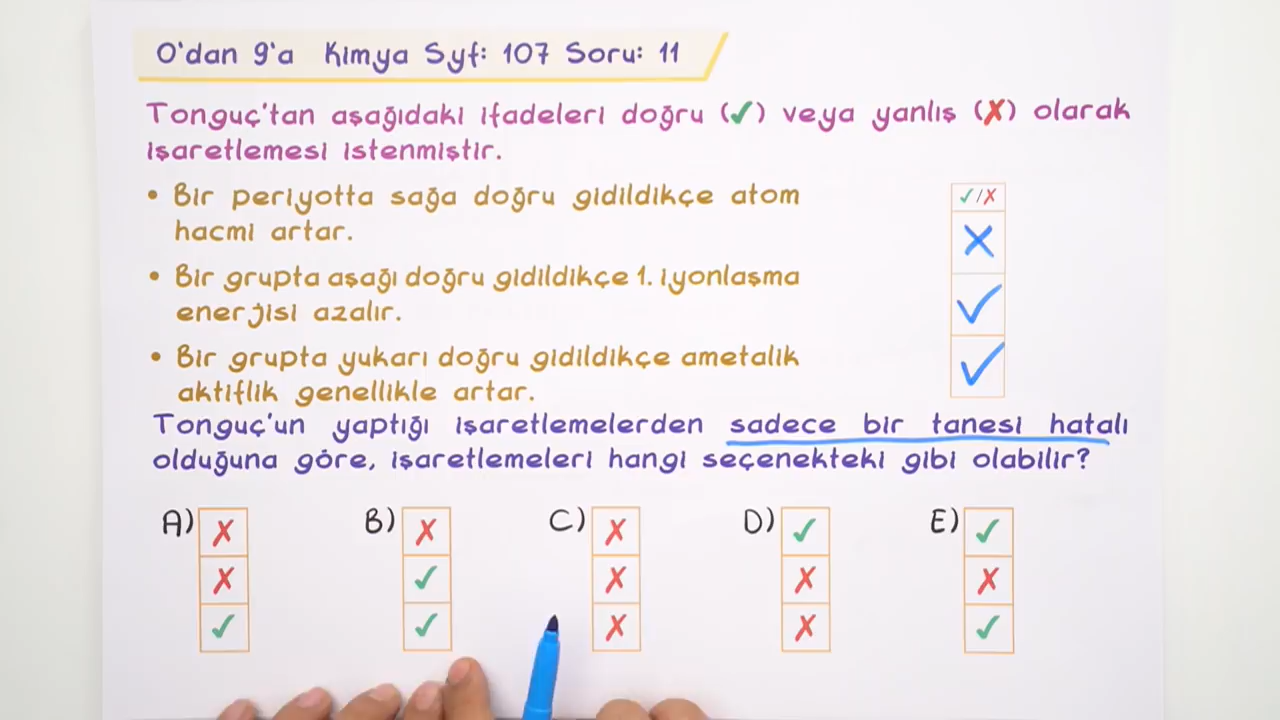 0'dan 9'a Kimya Syf: 107 Soru: 11
Tonguç'tan aşağıdaki ifadeleri doğru (✓) veya yanlış (✗) olarak
işaretlemesi istenmiştir.
• Bir periyotta sağa doğru gidildikçe atom
hacmi artar.
• Bir grupta aşağı doğru gidildikçe 1. iyonlaşma
enerjisi azalır.
• Bir grupta yukarı doğru gidildikçe ametalik
aktiflik genellikle artar.
✓/✗
✗
✓
✓
Tonguç'un yaptığı işaretlemelerden sadece bir tanesi hatalı
olduğuna göre, işaretlemeleri hangi seçenekteki gibi olabilir?
A) ✗
✗
✓
B) ✗
✓
✓
C) ✗
✗
✗
D) ✓
✗
✗
E) ✓
✗
✓